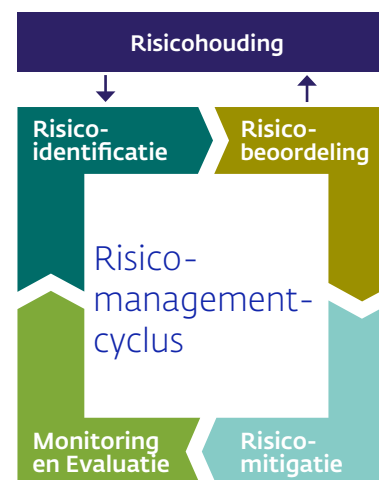 Risicohouding
Risico-
identificatie
Risico-
beoordeling
Risico-
management-
cyclus
Monitoring
en Evaluatie
Risico-
mitigatie